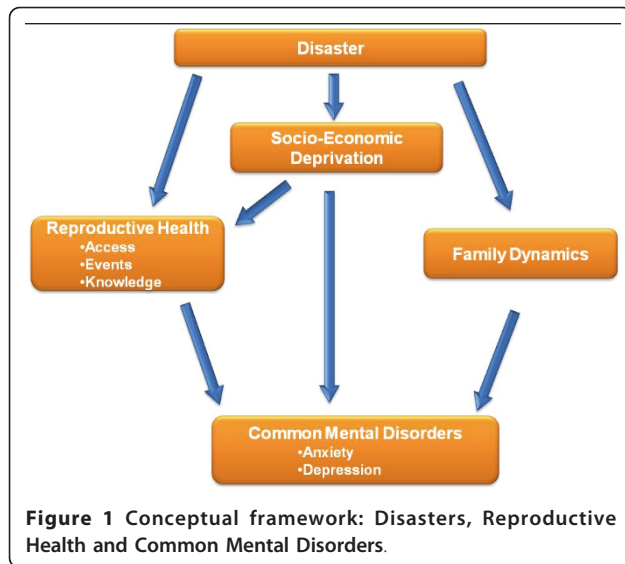 Disaster
Socio-Economic
Deprivation
Reproductive Health
•Access
•Events
•Knowledge
Family Dynamics
Common Mental Disorders
•Anxiety
•Depression
Figure 1 Conceptual framework: Disasters, Reproductive
Health and Common Mental Disorders.